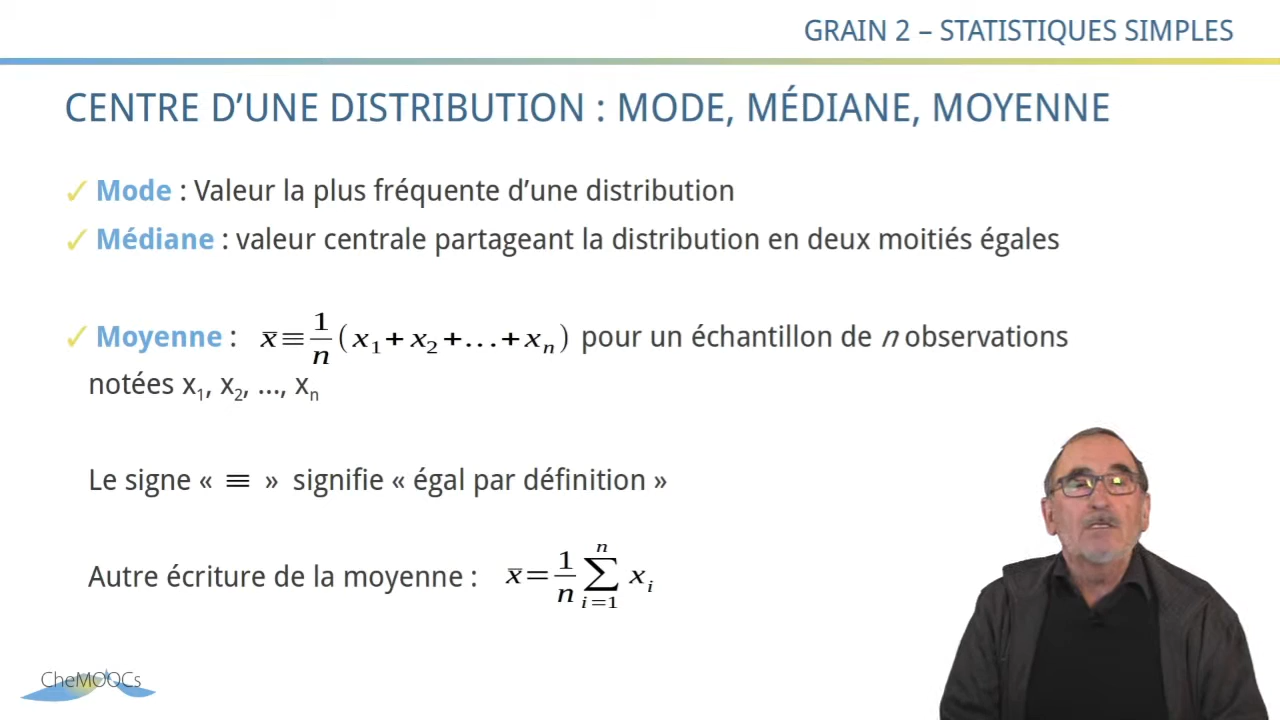 GRAIN 2 – STATISTIQUES SIMPLES
CENTRE D’UNE DISTRIBUTION : MODE, MÉDIANE, MOYENNE
✓ Mode : Valeur la plus fréquente d’une distribution
✓ Médiane : valeur centrale partageant la distribution en deux moitiés égales
✓ Moyenne : x̄ ≡ 1/n (x₁ + x₂ + ... + xₙ) pour un échantillon de n observations
notées x₁, x₂, ..., xₙ
Le signe « ≡ » signifie « égal par définition »
Autre écriture de la moyenne : x̄ = 1/n ∑ᵢ₌₁ⁿ xᵢ
CheMOOCs